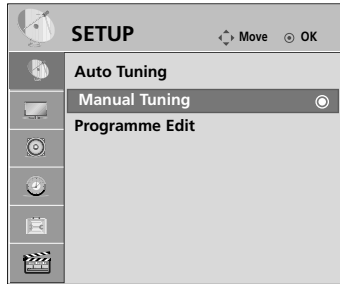 SETUP Move OK
Auto Tuning
Manual Tuning
Programme Edit